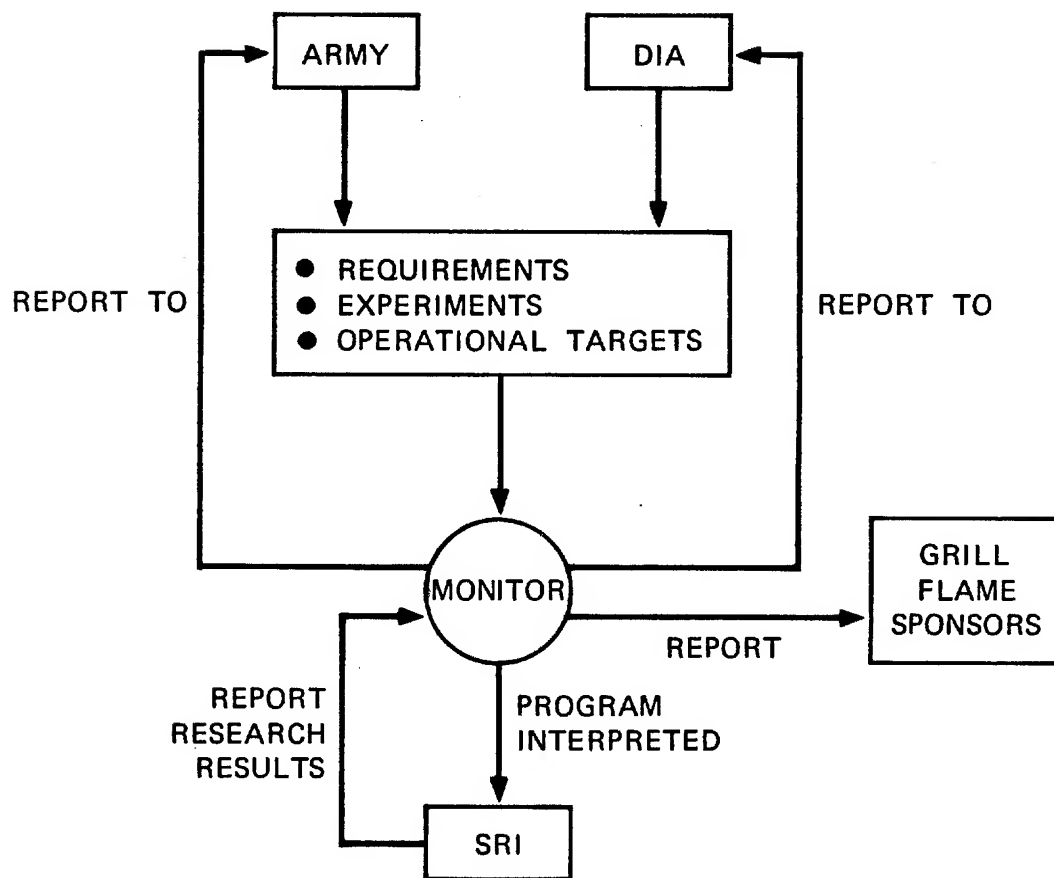 ARMY
DIA
● REQUIREMENTS
● EXPERIMENTS
● OPERATIONAL TARGETS
REPORT TO
REPORT TO
MONITOR
GRILL
FLAME
SPONSORS
REPORT
REPORT
RESEARCH
RESULTS
PROGRAM
INTERPRETED
SRI